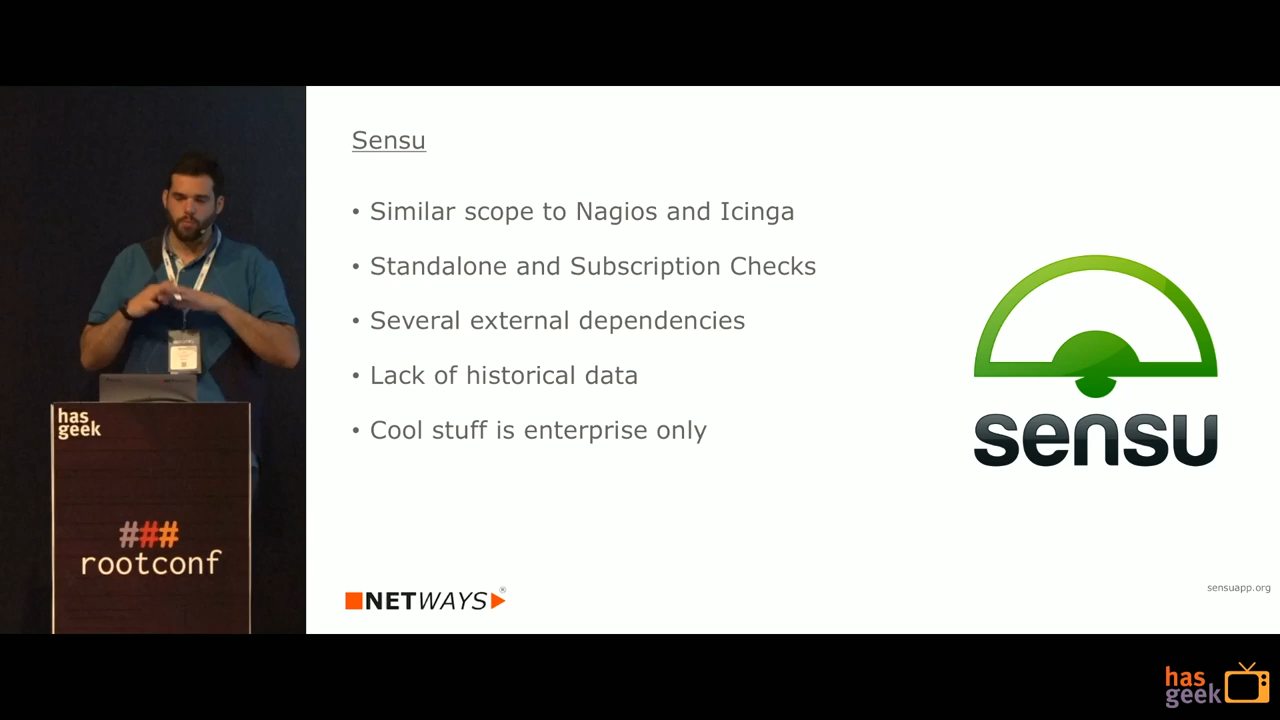 Sensu
• Similar scope to Nagios and Icinga
• Standalone and Subscription Checks
• Several external dependencies
• Lack of historical data
• Cool stuff is enterprise only
sensu
sensuapp.org
NETWAYS®
has
geek
###
rootconf
has
geek